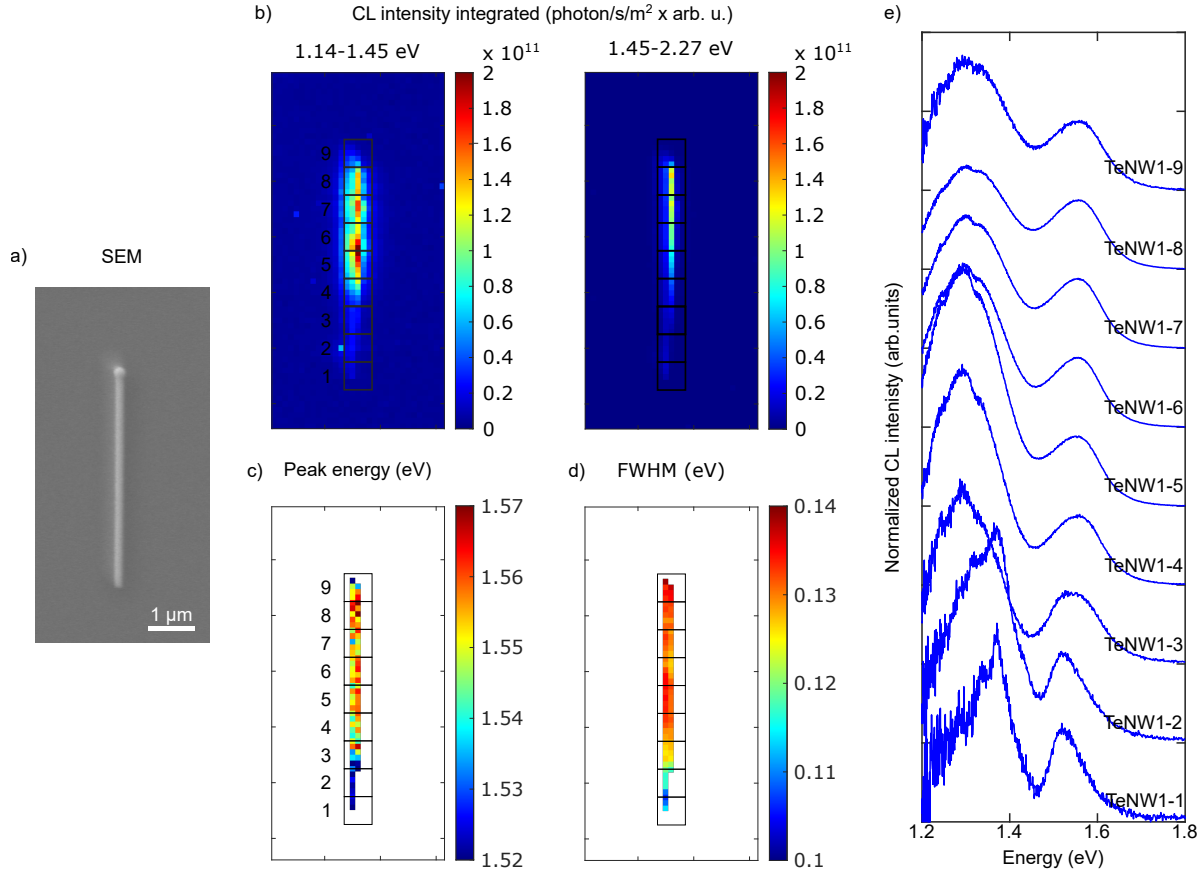 a)
SEM
1 µm
b)
CL intensity integrated (photon/s/m² x arb. u.)
1.14-1.45 eV
x 10¹¹
2
1.8
1.6
1.4
1.2
1
0.8
0.6
0.4
0.2
0
9
8
7
6
5
4
3
2
1
1.45-2.27 eV
x 10¹¹
2
1.8
1.6
1.4
1.2
1
0.8
0.6
0.4
0.2
0
c)
Peak energy (eV)
9
8
7
6
5
4
3
2
1
1.57
1.56
1.55
1.54
1.53
1.52
d)
FWHM (eV)
0.14
0.13
0.12
0.11
0.1
e)
Normalized CL intenisty (arb.units)
TeNW1-9
TeNW1-8
TeNW1-7
TeNW1-6
TeNW1-5
TeNW1-4
TeNW1-3
TeNW1-2
TeNW1-1
1.2
1.4
1.6
1.8
Energy (eV)